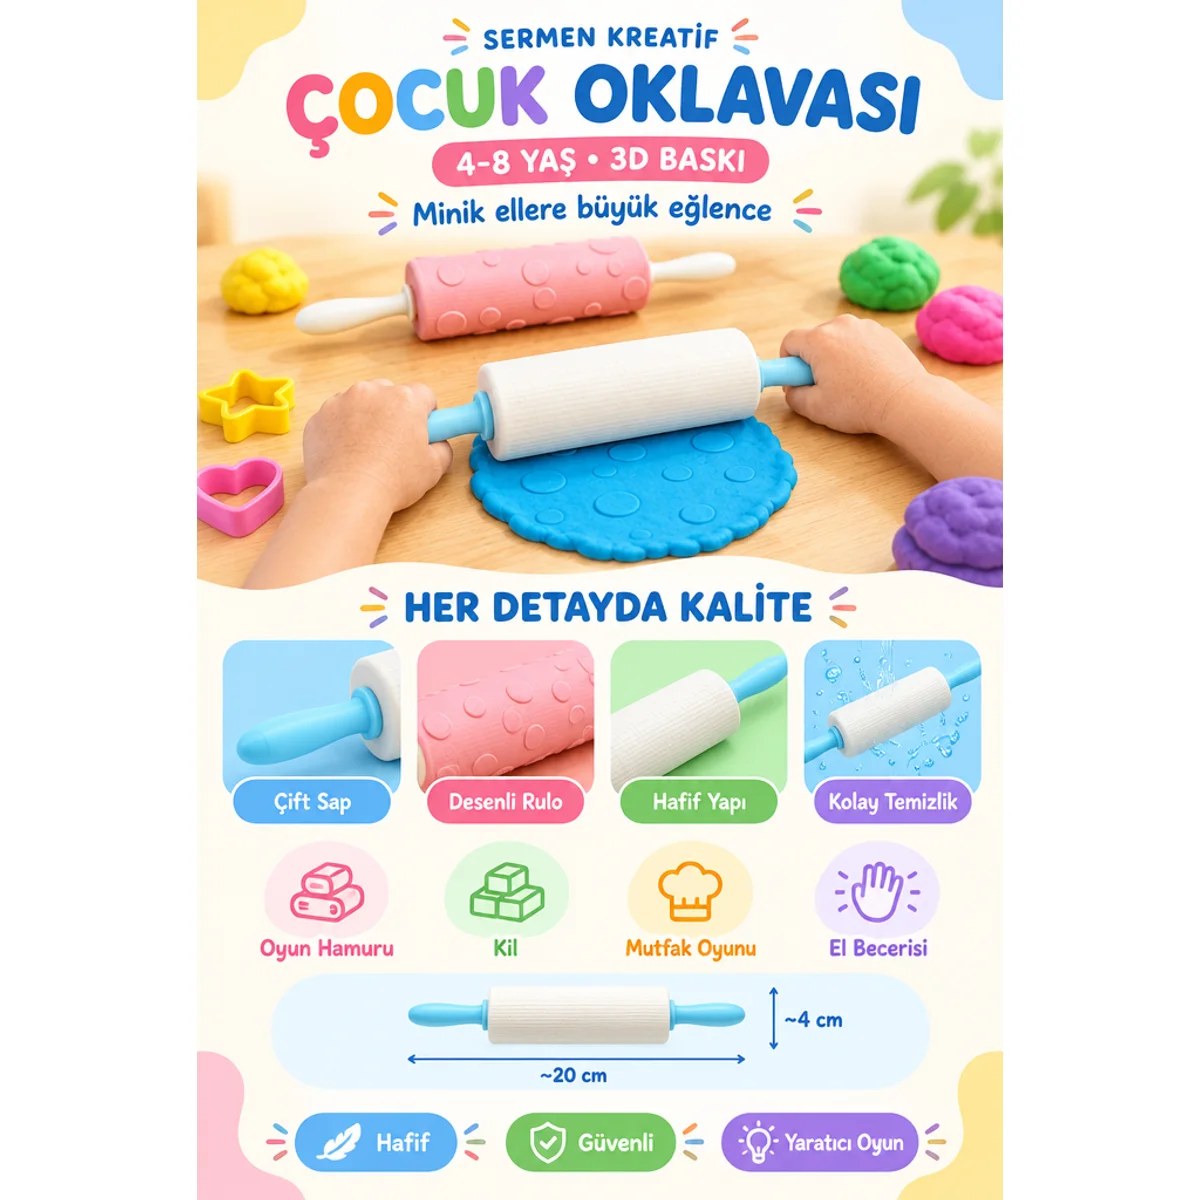 SERMEN KREATİF
ÇOCUK OKLAVASI
4-8 YAŞ • 3D BASKI
Minik ellere büyük eğlence
HER DETAYDA KALİTE
Çift Sap
Desenli Rulo
Hafif Yapı
Kolay Temizlik
Oyun Hamuru
Kil
Mutfak Oyunu
El Becerisi
~4 cm
~20 cm
Hafif
Güvenli
Yaratıcı Oyun